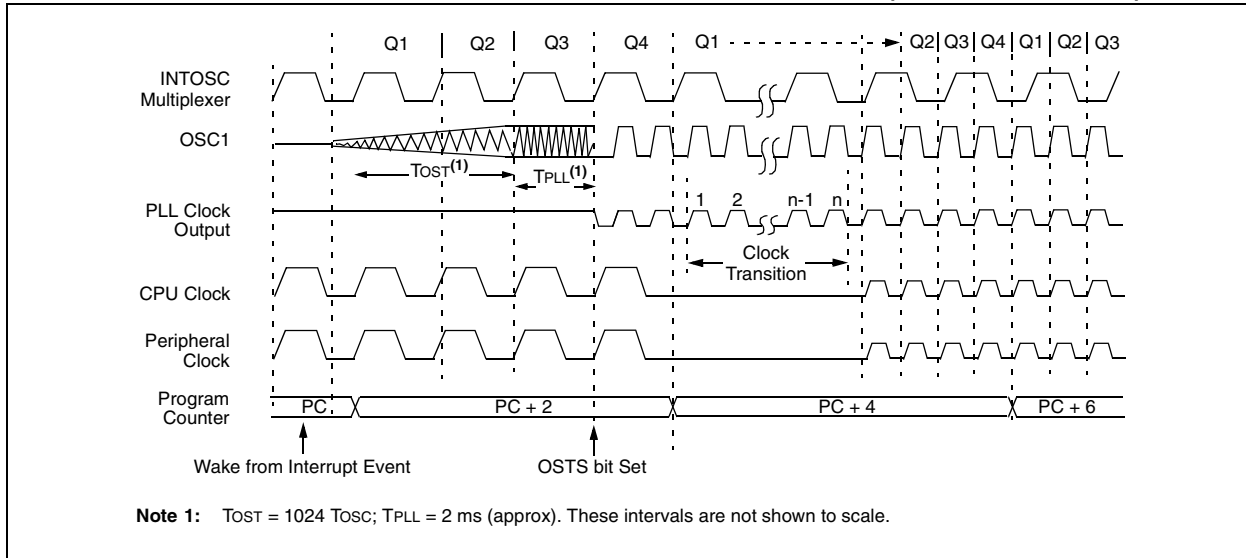 Q1 Q2 Q3 Q4 Q1 Q2 Q3 Q4 Q1 Q2 Q3
INTOSC
Multiplexer
OSC1
TOST(1) TPLL(1)
1 2 n-1 n
PLL Clock
Output
Clock
Transition
CPU Clock
Peripheral
Clock
Program
Counter
PC PC + 2 PC + 4 PC + 6
Wake from Interrupt Event OSTS bit Set
Note 1: TOST = 1024 TOSC; TPLL = 2 ms (approx). These intervals are not shown to scale.